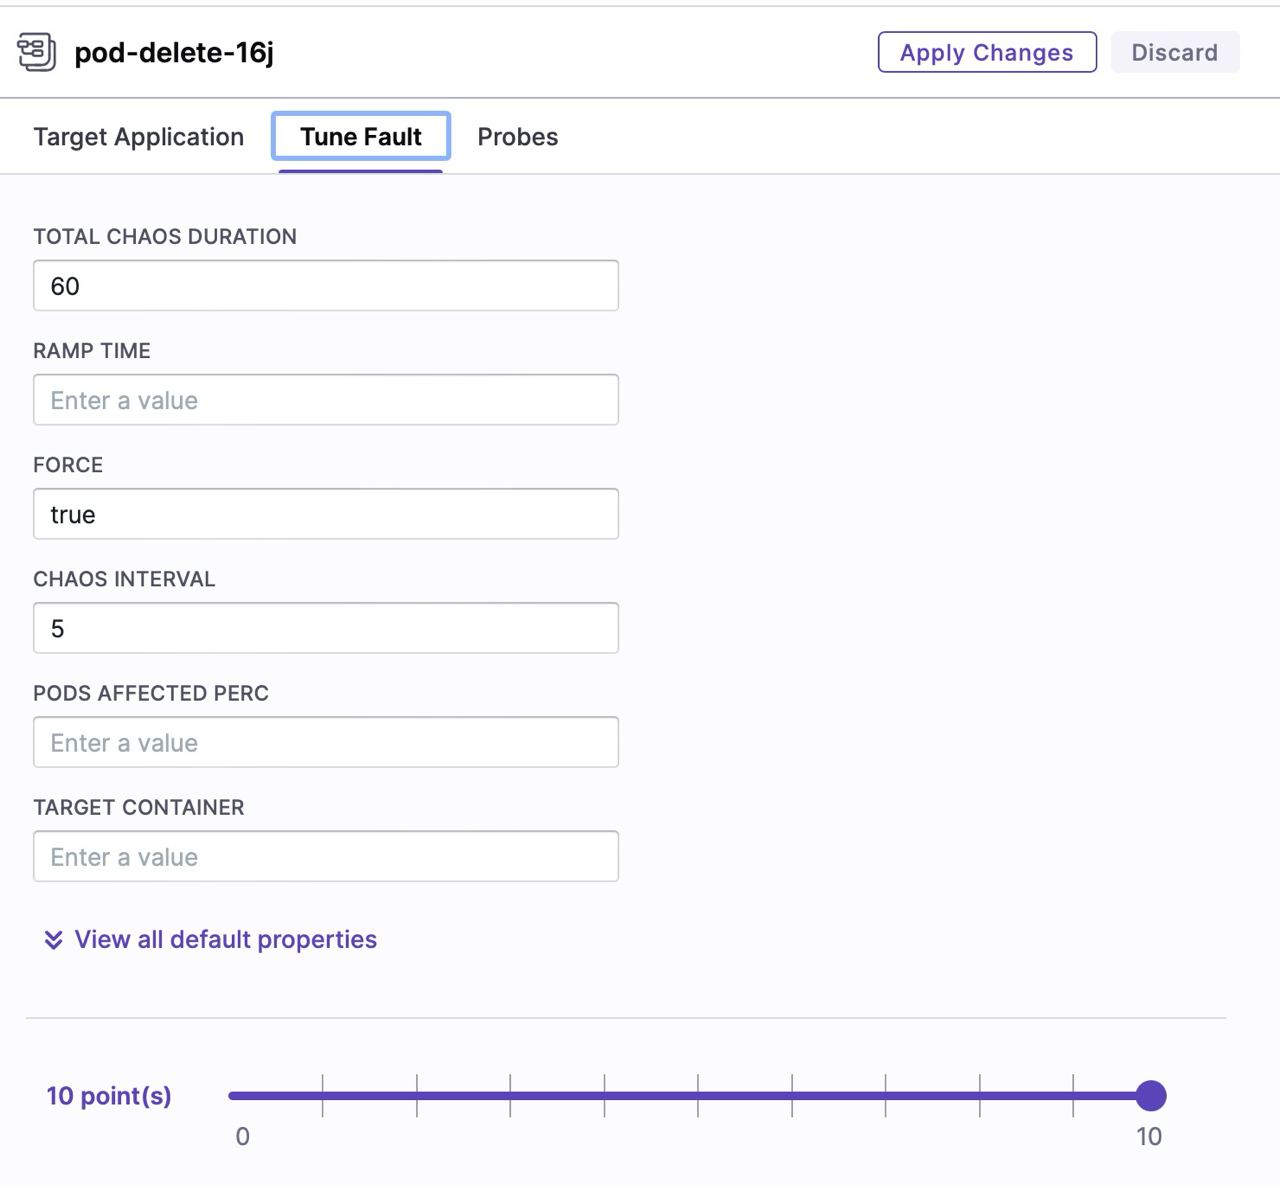 pod-delete-16j
Apply Changes
Discard
Target Application
Tune Fault
Probes
TOTAL CHAOS DURATION
60
RAMP TIME
Enter a value
FORCE
true
CHAOS INTERVAL
5
PODS AFFECTED PERC
Enter a value
TARGET CONTAINER
Enter a value
View all default properties
10 point(s)
0
10